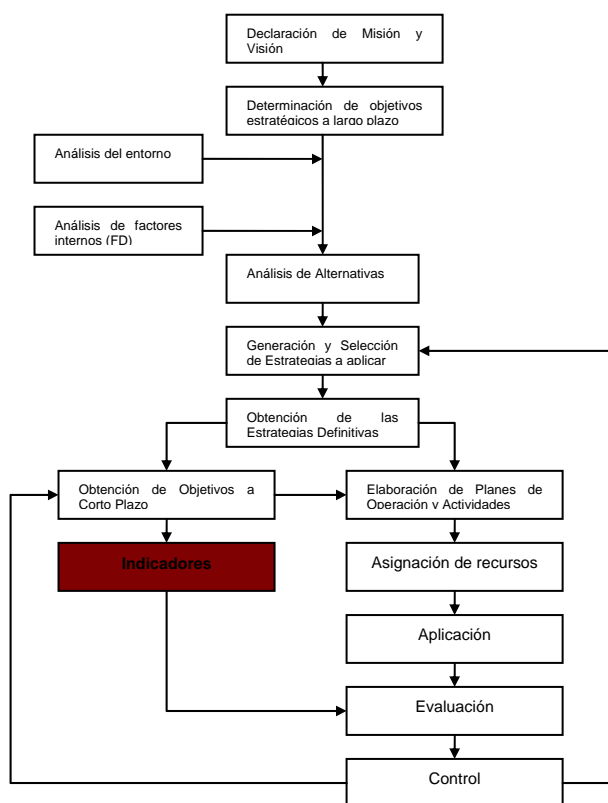 Declaración de Misión y
Visión
Determinación de objetivos
estratégicos a largo plazo
Análisis del entorno
Análisis de factores
internos (FD)
Análisis de Alternativas
Generación y Selección
de Estrategias a aplicar
Obtención de las
Estrategias Definitivas
Obtención de Objetivos a
Corto Plazo
Elaboración de Planes de
Operación y Actividades
Indicadores
Asignación de recursos
Aplicación
Evaluación
Control